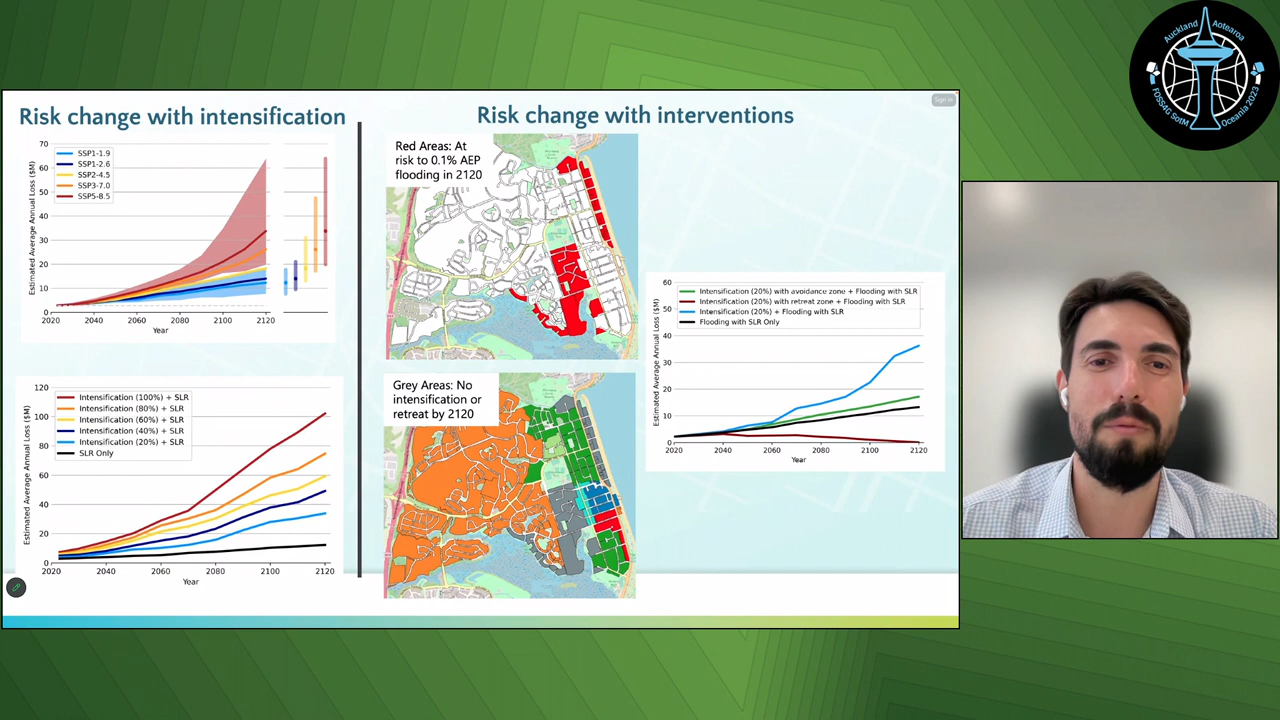 Risk change with intensification
70
60
50
40
30
20
10
0
Estimated Average Annual Loss ($M)
SSP1-1.9
SSP1-2.6
SSP2-4.5
SSP3-7.0
SSP5-8.5
2020
2040
2060
2080
2100
2120
Year
120
100
80
60
40
20
0
Estimated Average Annual Loss ($M)
Intensification (100%) + SLR
Intensification (80%) + SLR
Intensification (60%) + SLR
Intensification (40%) + SLR
Intensification (20%) + SLR
SLR Only
2020
2040
2060
2080
2100
2120
Year
Risk change with interventions
Red Areas: At
risk to 0.1% AEP
flooding in 2120
Grey Areas: No
intensification or
retreat by 2120
60
50
40
30
20
10
0
Estimated Average Annual Loss ($M)
Intensification (20%) with avoidance zone + Flooding with SLR
Intensification (20%) with retreat zone + Flooding with SLR
Intensification (20%) + Flooding with SLR
Flooding with SLR Only
2020
2040
2060
2080
2100
2120
Year
Sign in
Auckland Aotearoa
FOSS4G SotM Oceania 2023